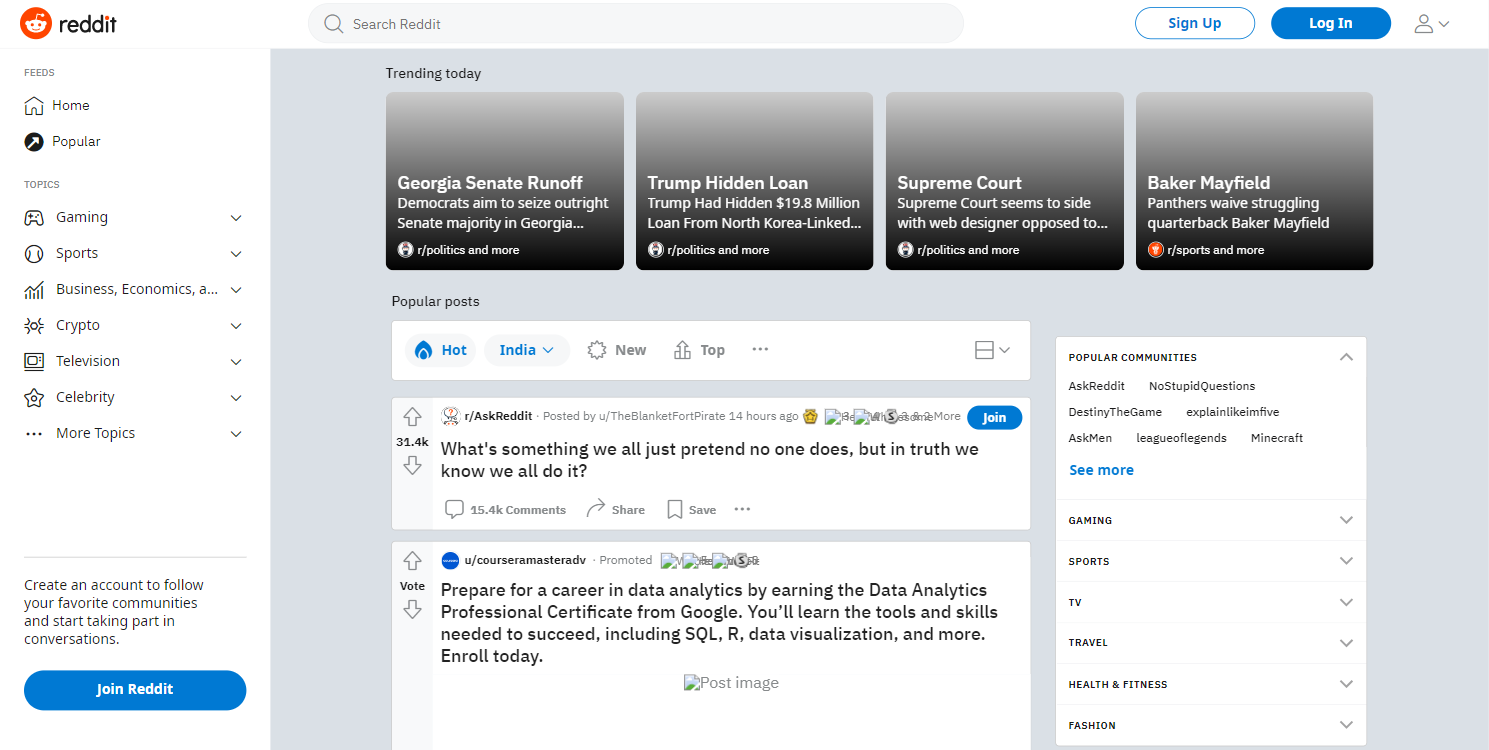 reddit
Search Reddit
Sign Up
Log In
FEEDS
Home
Popular
TOPICS
Gaming
Sports
Business, Economics, a...
Crypto
Television
Celebrity
More Topics
Create an account to follow
your favorite communities
and start taking part in
conversations.
Join Reddit
Trending today
Georgia Senate Runoff
Democrats aim to seize outright
Senate majority in Georgia...
r/politics and more
Trump Hidden Loan
Trump Had Hidden $19.8 Million
Loan From North Korea-Linked...
r/politics and more
Supreme Court
Supreme Court seems to side
with web designer opposed to...
r/politics and more
Baker Mayfield
Panthers waive struggling
quarterback Baker Mayfield
r/sports and more
Popular posts
Hot
India
New
Top
r/AskReddit · Posted by u/TheBlanketFortPirate 14 hours ago
More
Join
31.4k
What's something we all just pretend no one does, but in truth we
know we all do it?
15.4k Comments
Share
Save
u/courseramasteradv · Promoted
Vote
Prepare for a career in data analytics by earning the Data Analytics
Professional Certificate from Google. You’ll learn the tools and skills
needed to succeed, including SQL, R, data visualization, and more.
Enroll today.
Post image
POPULAR COMMUNITIES
AskReddit NoStupidQuestions
DestinyTheGame explainlikeimfive
AskMen leagueoflegends Minecraft
See more
GAMING
SPORTS
TV
TRAVEL
HEALTH & FITNESS
FASHION